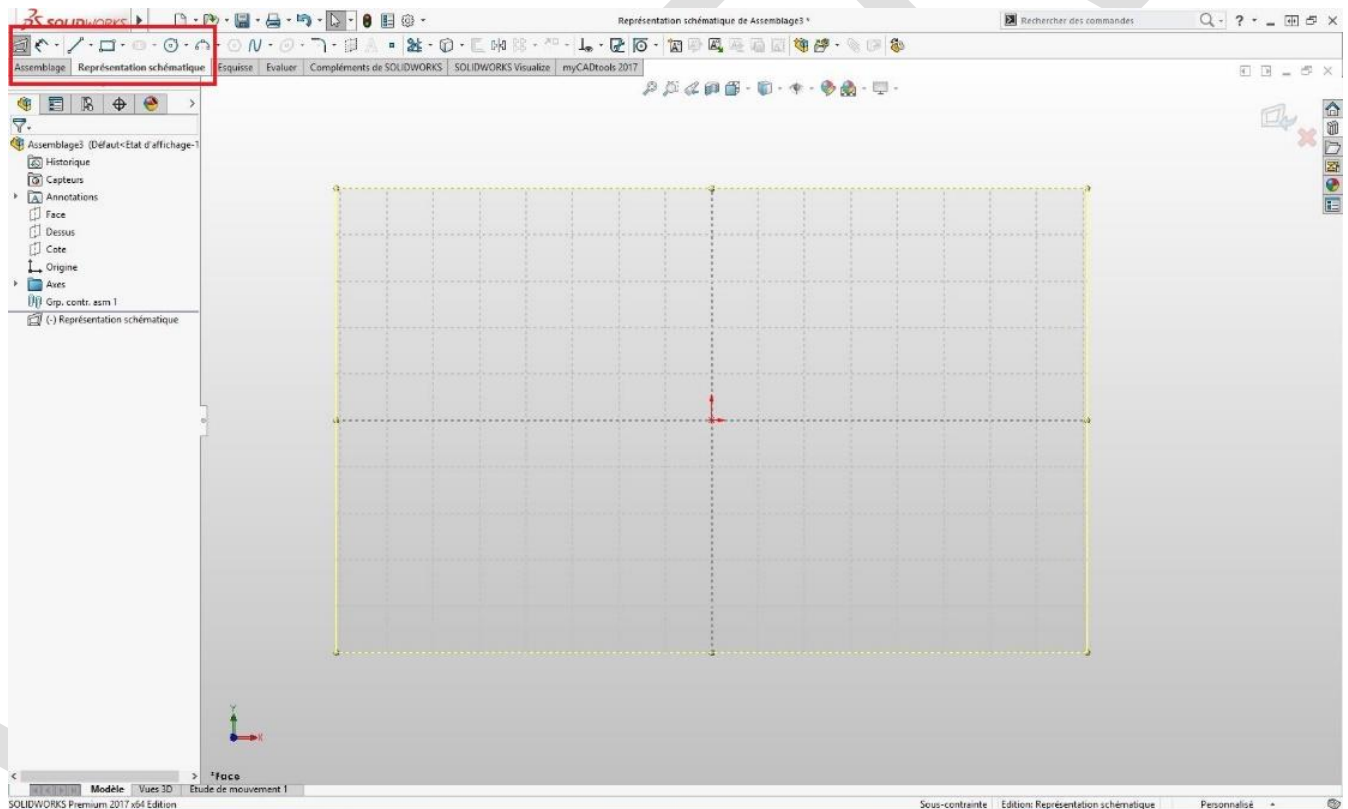 SOLIDWORKS
Représentation schématique de Assemblage3 *
Rechercher des commandes
Assemblage Représentation schématique Esquisse Evaluer Compléments de SOLIDWORKS SOLIDWORKS Visualize myCADtools 2017
Assemblage3 (Défaut<Etat d'affichage-1
Historique
Capteurs
Annotations
Face
Dessus
Cote
Origine
Axes
Grp. contr. asm 1
(-) Représentation schématique
Y
X
*Face
Modèle Vues 3D Etude de mouvement 1
SOLIDWORKS Premium 2017 x64 Edition Sous-contrainte Edition: Représentation schématique Personnalisé